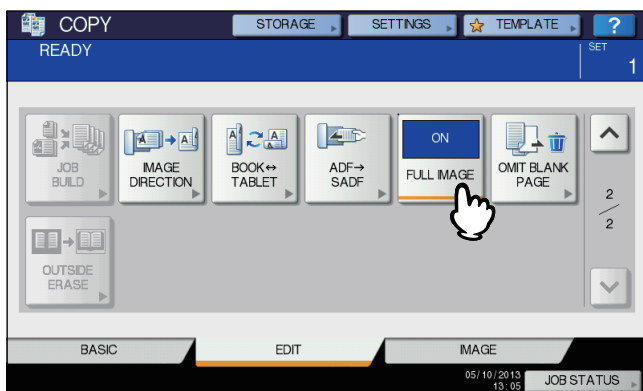 COPY
STORAGE
SETTINGS
TEMPLATE
?
READY
SET
1
JOB
BUILD
A
A
IMAGE
DIRECTION
A
A
BOOK↔
TABLET
ADF→
SADF
ON
FULL IMAGE
OMIT BLANK
PAGE
2
2
OUTSIDE
ERASE
BASIC
EDIT
IMAGE
05/10/2013
13:05
JOB STATUS